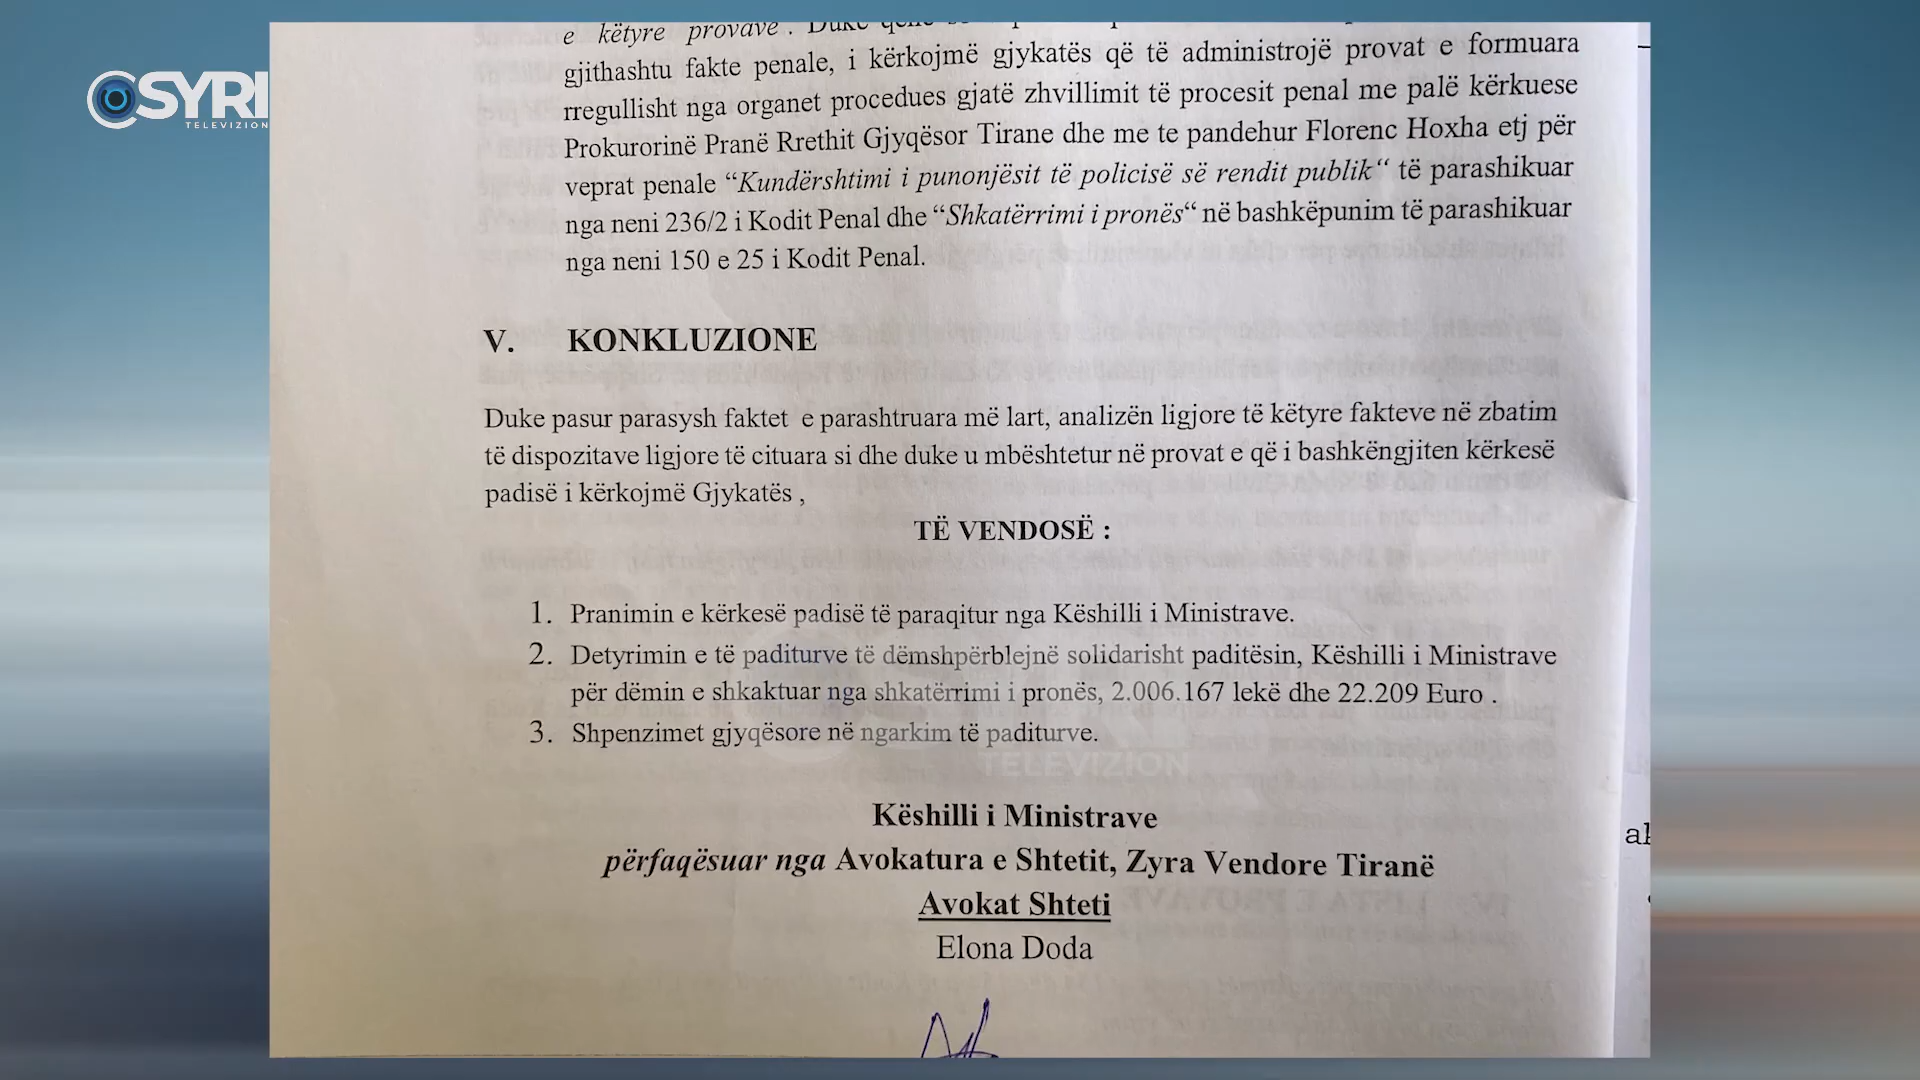 SYRI
TELEVIZION
e këtyre provave". Duke qenë
gjithashtu fakte penale, i kërkojmë gjykatës që të administrojë provat e formuara
rregullisht nga organet procedues gjatë zhvillimit të procesit penal me palë kërkuese
Prokurorinë Pranë Rrethit Gjyqësor Tirane dhe me te pandehur Florenc Hoxha etj për
veprat penale “Kundërshtimi i punonjësit të policisë së rendit publik“ të parashikuar
nga neni 236/2 i Kodit Penal dhe “Shkatërrimi i pronës“ në bashkëpunim të parashikuar
nga neni 150 e 25 i Kodit Penal.
V. KONKLUZIONE
Duke pasur parasysh faktet e parashtruara më lart, analizën ligjore të këtyre fakteve në zbatim
të dispozitave ligjore të cituara si dhe duke u mbështetur në provat e që i bashkëngjiten kërkesë
padisë i kërkojmë Gjykatës ,
TË VENDOSË :
1. Pranimin e kërkesë padisë të paraqitur nga Këshilli i Ministrave.
2. Detyrimin e të paditurve të dëmshpërblejnë solidarisht paditësin, Këshilli i Ministrave
për dëmin e shkaktuar nga shkatërrimi i pronës, 2.006.167 lekë dhe 22.209 Euro .
3. Shpenzimet gjyqësore në ngarkim të paditurve.
TELEVIZION
Këshilli i Ministrave
përfaqësuar nga Avokatura e Shtetit, Zyra Vendore Tiranë
Avokat Shteti
Elona Doda